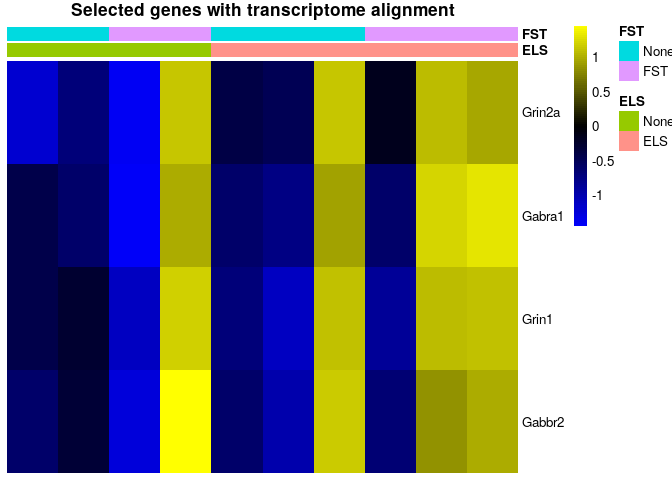 Selected genes with transcriptome alignment
FST
ELS
Grin2a
Gabra1
Grin1
Gabbr2
1
0.5
0
-0.5
-1
FST
None
FST
ELS
None
ELS